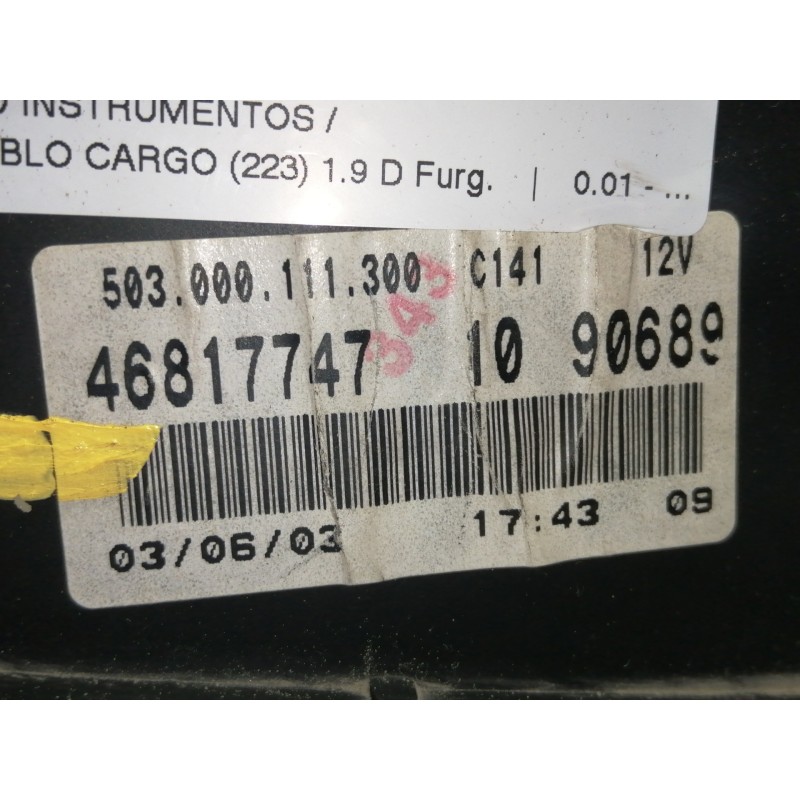 INSTRUMENTOS /
BLO CARGO (223) 1.9 D Furg. | 0.01 - ...
503.000.111.300 C141 12V
343
46817747 10 90689
03/06/03 17:43 09